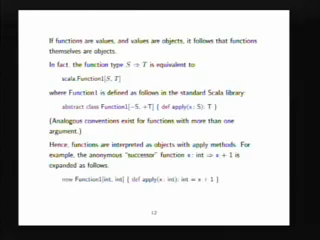 If functions are values, and values are objects, it follows that functions
themselves are objects.
In fact, the function type S ⇒ T is equivalent to
scala.Function1[S, T]
where Function1 is defined as follows in the standard Scala library:
abstract class Function1[−S, +T] { def apply(x: S): T }
(Analogous conventions exist for functions with more than one
argument.)
Hence, functions are interpreted as objects with apply methods. For
example, the anonymous "successor" function x: int ⇒ x + 1 is
expanded as follows.
new Function1[int, int] { def apply(x: int): int = x + 1 }
12